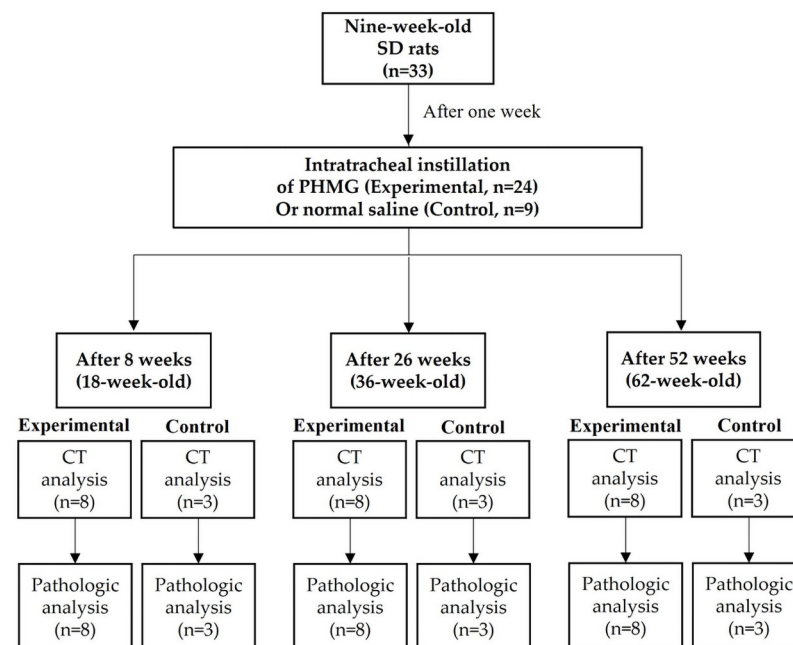 Nine-week-old
SD rats
(n=33)
After one week
Intratracheal instillation
of PHMG (Experimental, n=24)
Or normal saline (Control, n=9)
After 8 weeks
(18-week-old)
After 26 weeks
(36-week-old)
After 52 weeks
(62-week-old)
Experimental
Control
Experimental
Control
Experimental
Control
CT
analysis
(n=8)
CT
analysis
(n=3)
CT
analysis
(n=8)
CT
analysis
(n=3)
CT
analysis
(n=8)
CT
analysis
(n=3)
Pathologic
analysis
(n=8)
Pathologic
analysis
(n=3)
Pathologic
analysis
(n=8)
Pathologic
analysis
(n=3)
Pathologic
analysis
(n=8)
Pathologic
analysis
(n=3)